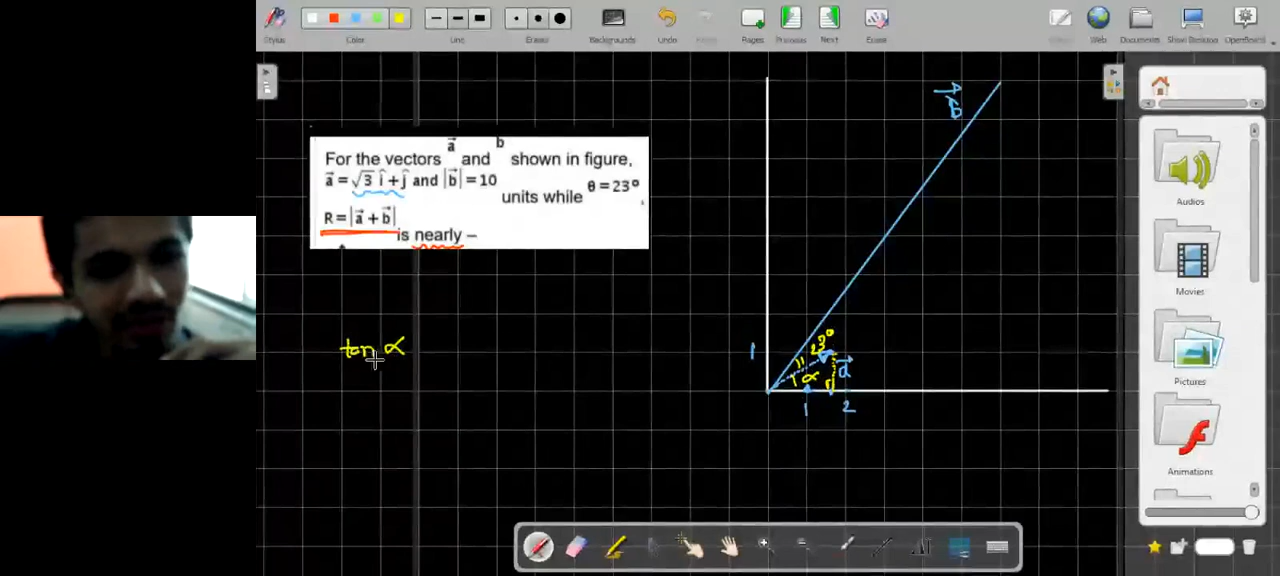 Stylus
Color
Line
Eraser
Backgrounds
Undo
Pages
Previous
Next
Erase
Web
Documents
Show Desktop
OpenBoard
For the vectors a⃗ and b shown in figure,
a⃗ = √3 î + ĵ and |b⃗| = 10 units while θ = 23°,
R = |a⃗ + b⃗| is nearly –
tan α
b⃗
23°
α
a⃗
1
1
2
Audios
Movies
Pictures
Animations